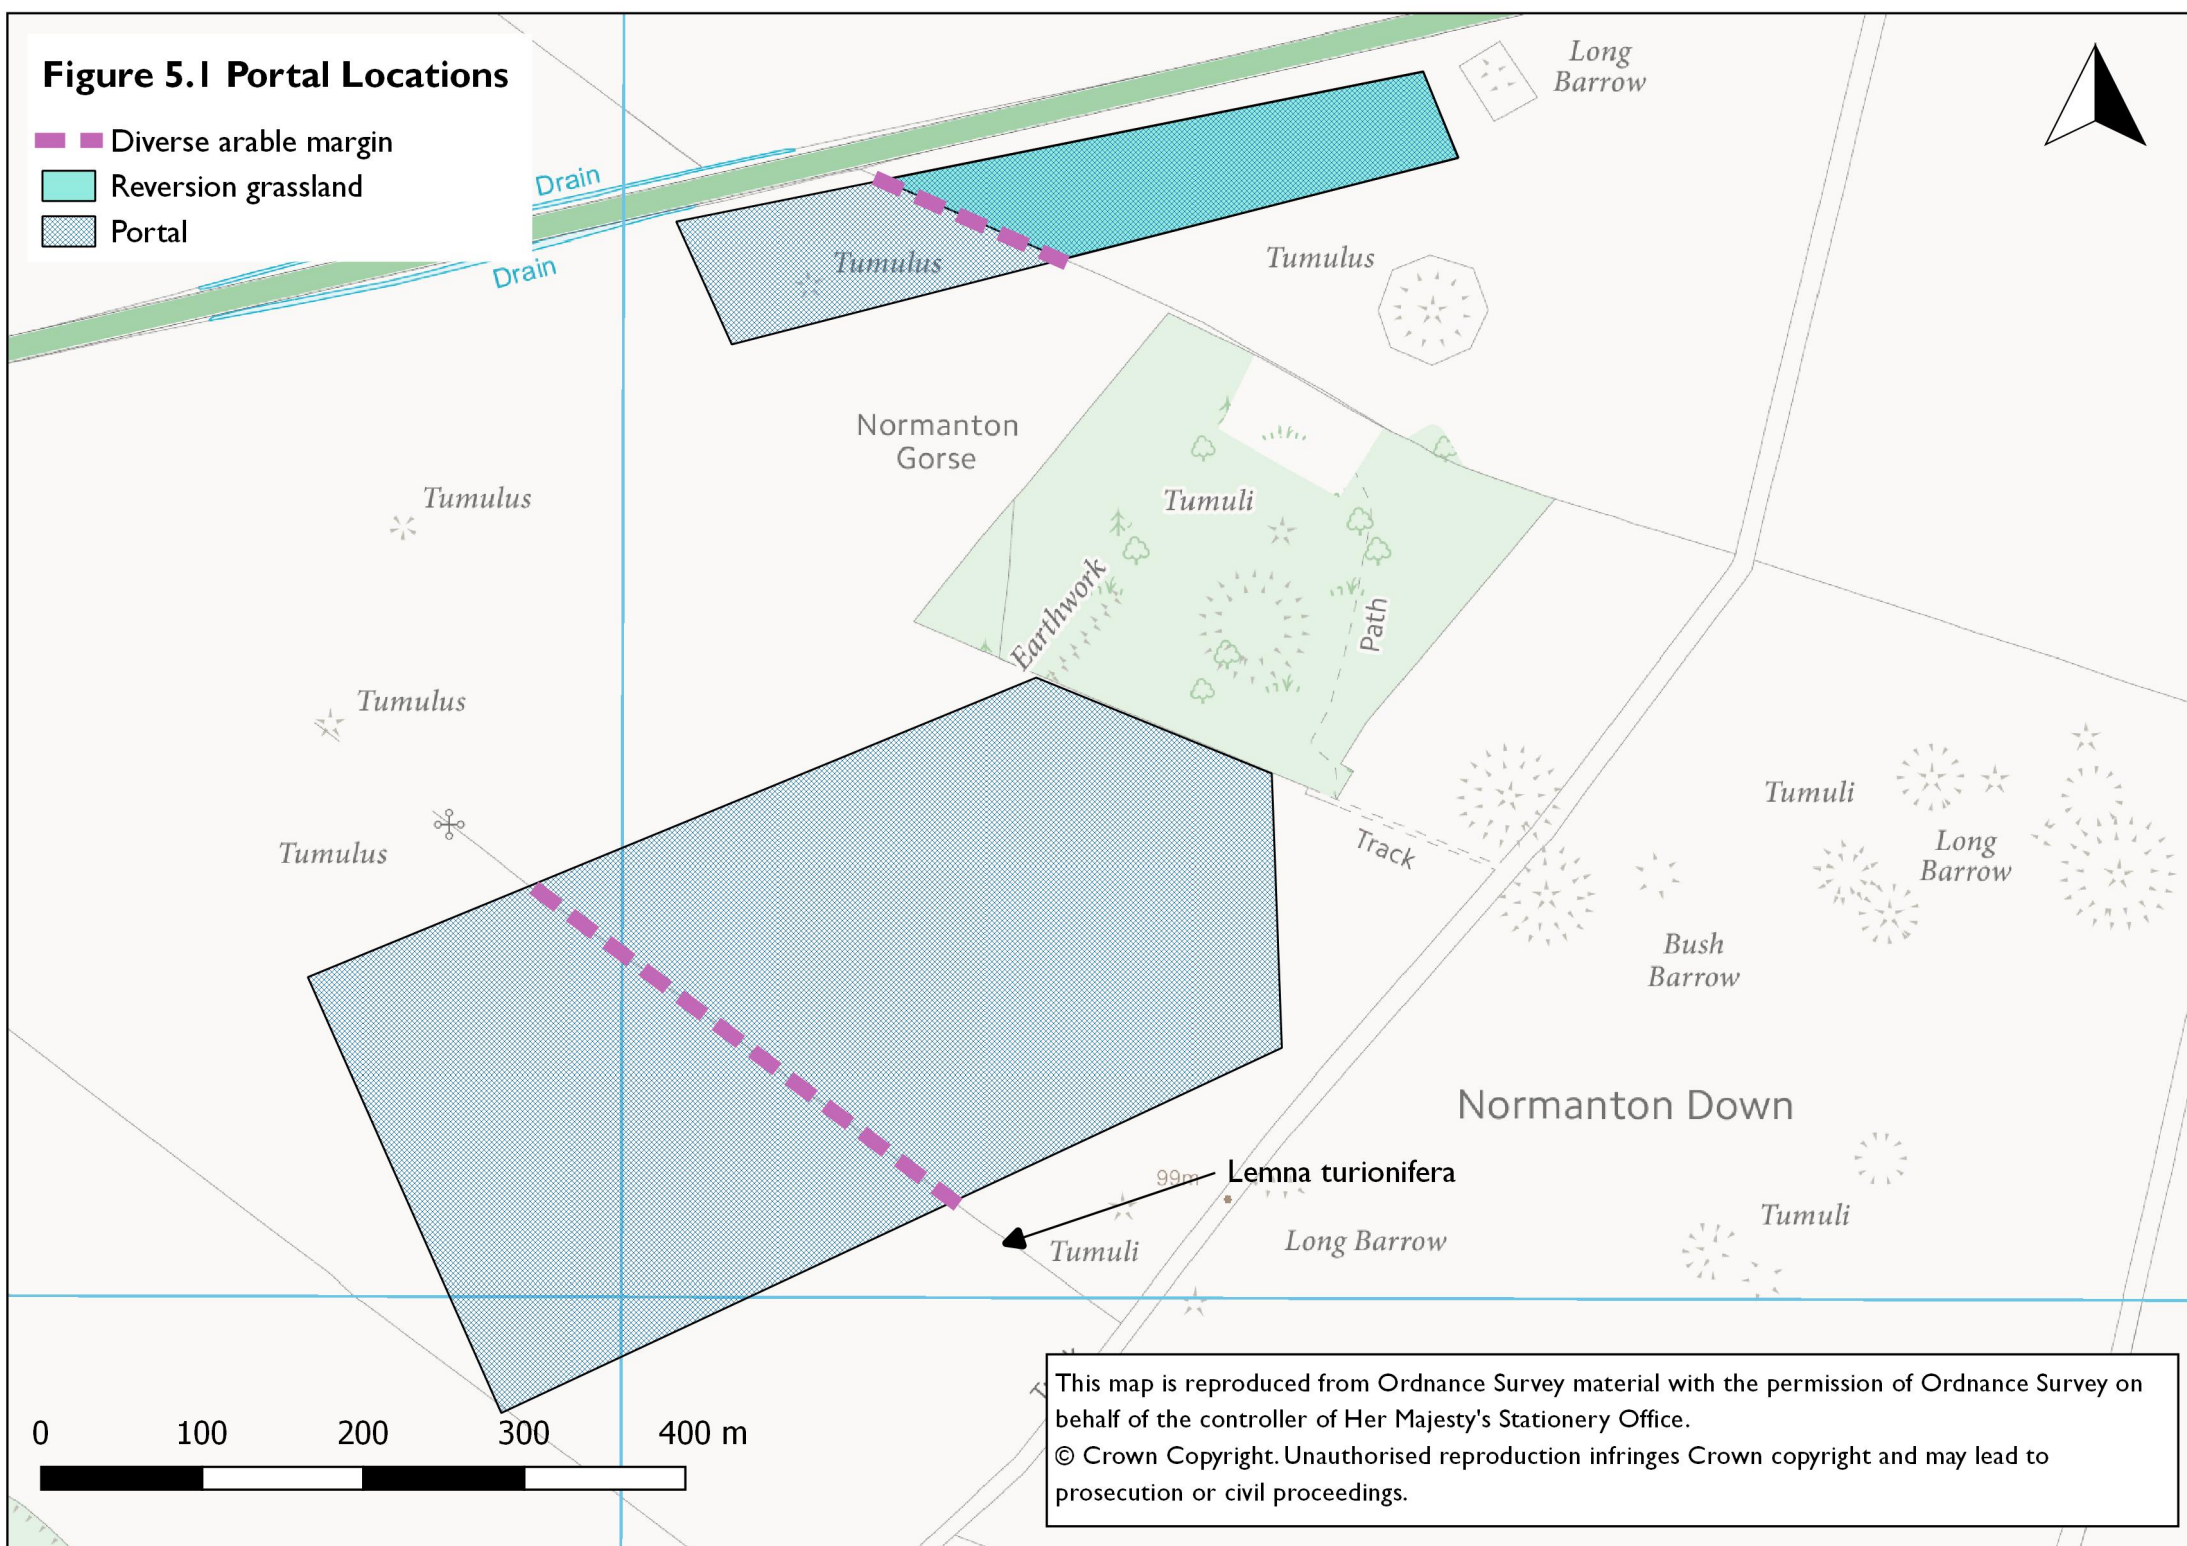 Figure 5.1 Portal Locations
Diverse arable margin
Reversion grassland
Portal
Drain
Drain
Long
Barrow
Tumulus
Tumulus
Normanton
Gorse
Tumulus
Tumuli
Earthwork
Path
Tumulus
Tumulus
Track
Tumuli
Long
Barrow
Bush
Barrow
Normanton Down
99m
Lemna turionifera
Tumuli
Long Barrow
Tumuli
0 100 200 300 400 m
This map is reproduced from Ordnance Survey material with the permission of Ordnance Survey on
behalf of the controller of Her Majesty's Stationery Office.
© Crown Copyright. Unauthorised reproduction infringes Crown copyright and may lead to
prosecution or civil proceedings.